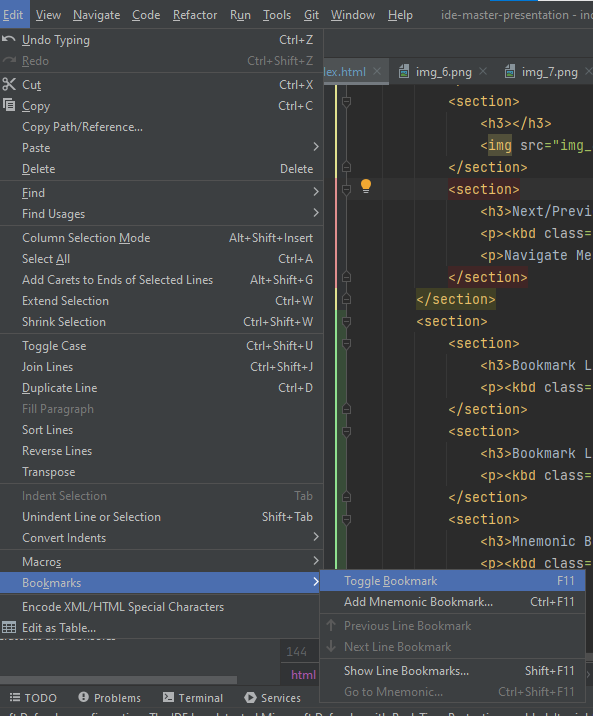 Edit View Navigate Code Refactor Run Tools Git Window Help ide-master-presentation - inc
Undo Typing Ctrl+Z
Redo Ctrl+Shift+Z
Cut Ctrl+X
Copy Ctrl+C
Copy Path/Reference...
Paste
Delete Delete
Find
Find Usages
Column Selection Mode Alt+Shift+Insert
Select All Ctrl+A
Add Carets to Ends of Selected Lines Alt+Shift+G
Extend Selection Ctrl+W
Shrink Selection Ctrl+Shift+W
Toggle Case Ctrl+Shift+U
Join Lines Ctrl+Shift+J
Duplicate Line Ctrl+D
Fill Paragraph
Sort Lines
Reverse Lines
Transpose
Indent Selection Tab
Unindent Line or Selection Shift+Tab
Convert Indents
Macros
Bookmarks
Encode XML/HTML Special Characters
Edit as Table...
Toggle Bookmark F11
Add Mnemonic Bookmark... Ctrl+F11
Previous Line Bookmark
Next Line Bookmark
Show Line Bookmarks... Shift+F11
Go to Mnemonic... Ctrl+Shift+F11
ex.html img_6.png img_7.png
<section>
<h3></h3>
<img src="img_
</section>
<section>
<h3>Next/Previ
<p><kbd class=
<p>Navigate Me
</section>
</section>
<section>
<section>
<h3>Bookmark L
<p><kbd class=
</section>
<section>
<h3>Bookmark L
<p><kbd class=
</section>
<section>
<h3>Mnemonic B
<p><kbd class=
144
html
TODO Problems Terminal Services